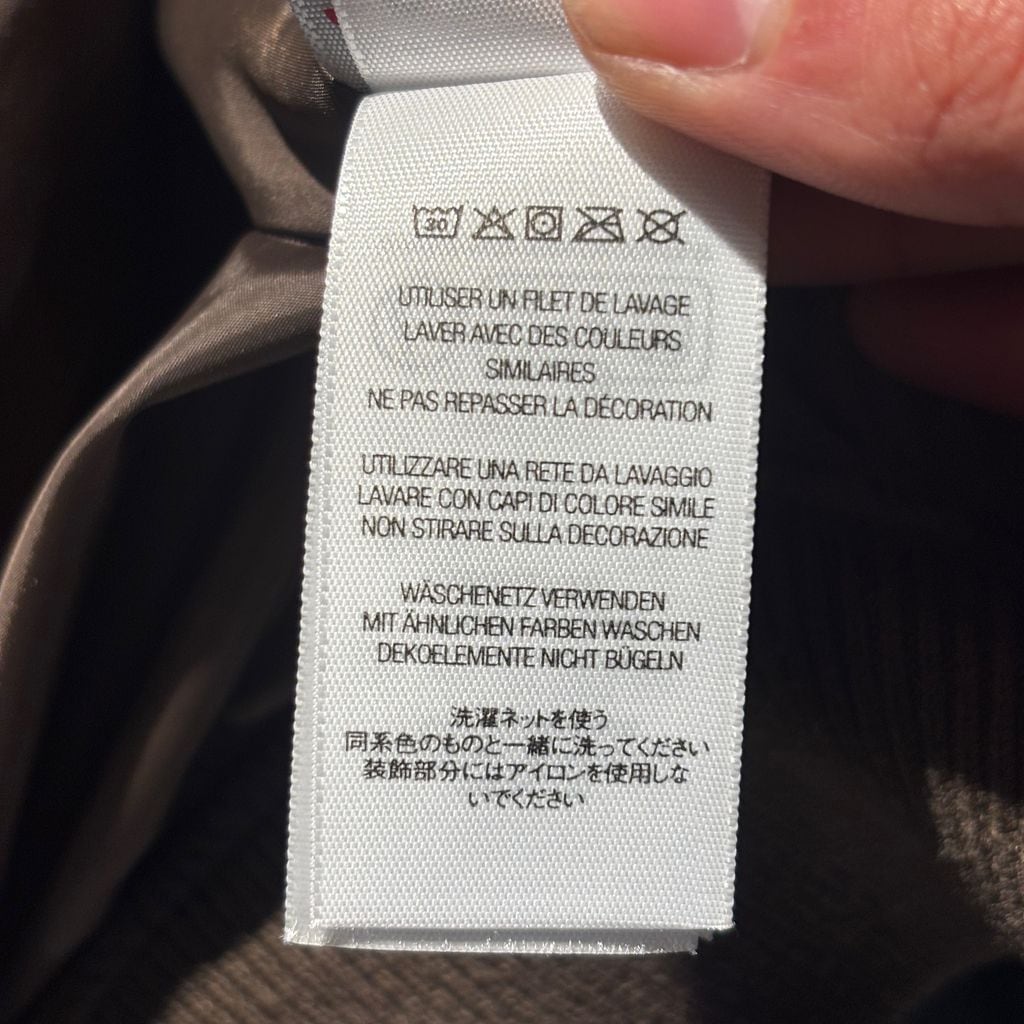 30
UTILISER UN FILET DE LAVAGE
LAVER AVEC DES COULEURS
SIMILAIRES
NE PAS REPASSER LA DÉCORATION
UTILIZZARE UNA RETE DA LAVAGGIO
LAVARE CON CAPI DI COLORE SIMILE
NON STIRARE SULLA DECORAZIONE
WÄSCHENETZ VERWENDEN
MIT ÄHNLICHEN FARBEN WASCHEN
DEKOELEMENTE NICHT BÜGELN
洗濯ネットを使う
同系色のものと一緒に洗ってください
装飾部分にはアイロンを使用しな
いでください